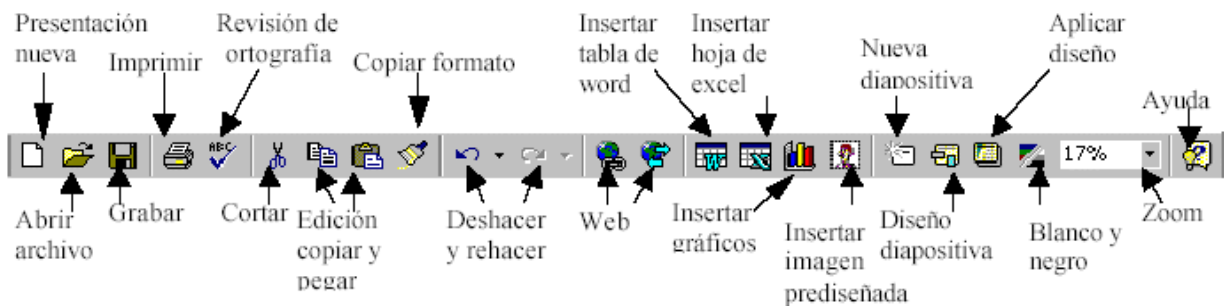 Presentación
nueva
Imprimir
Revisión de
ortografía
Copiar formato
Insertar
tabla de
word
Insertar
hoja de
excel
Nueva
diapositiva
Aplicar
diseño
Ayuda
ABC
17%
Abrir
archivo
Grabar
Cortar
Edición
copiar y
pegar
Deshacer
y rehacer
Web
Insertar
gráficos
Insertar
imagen
prediseñada
Diseño
diapositiva
Blanco y
negro
Zoom